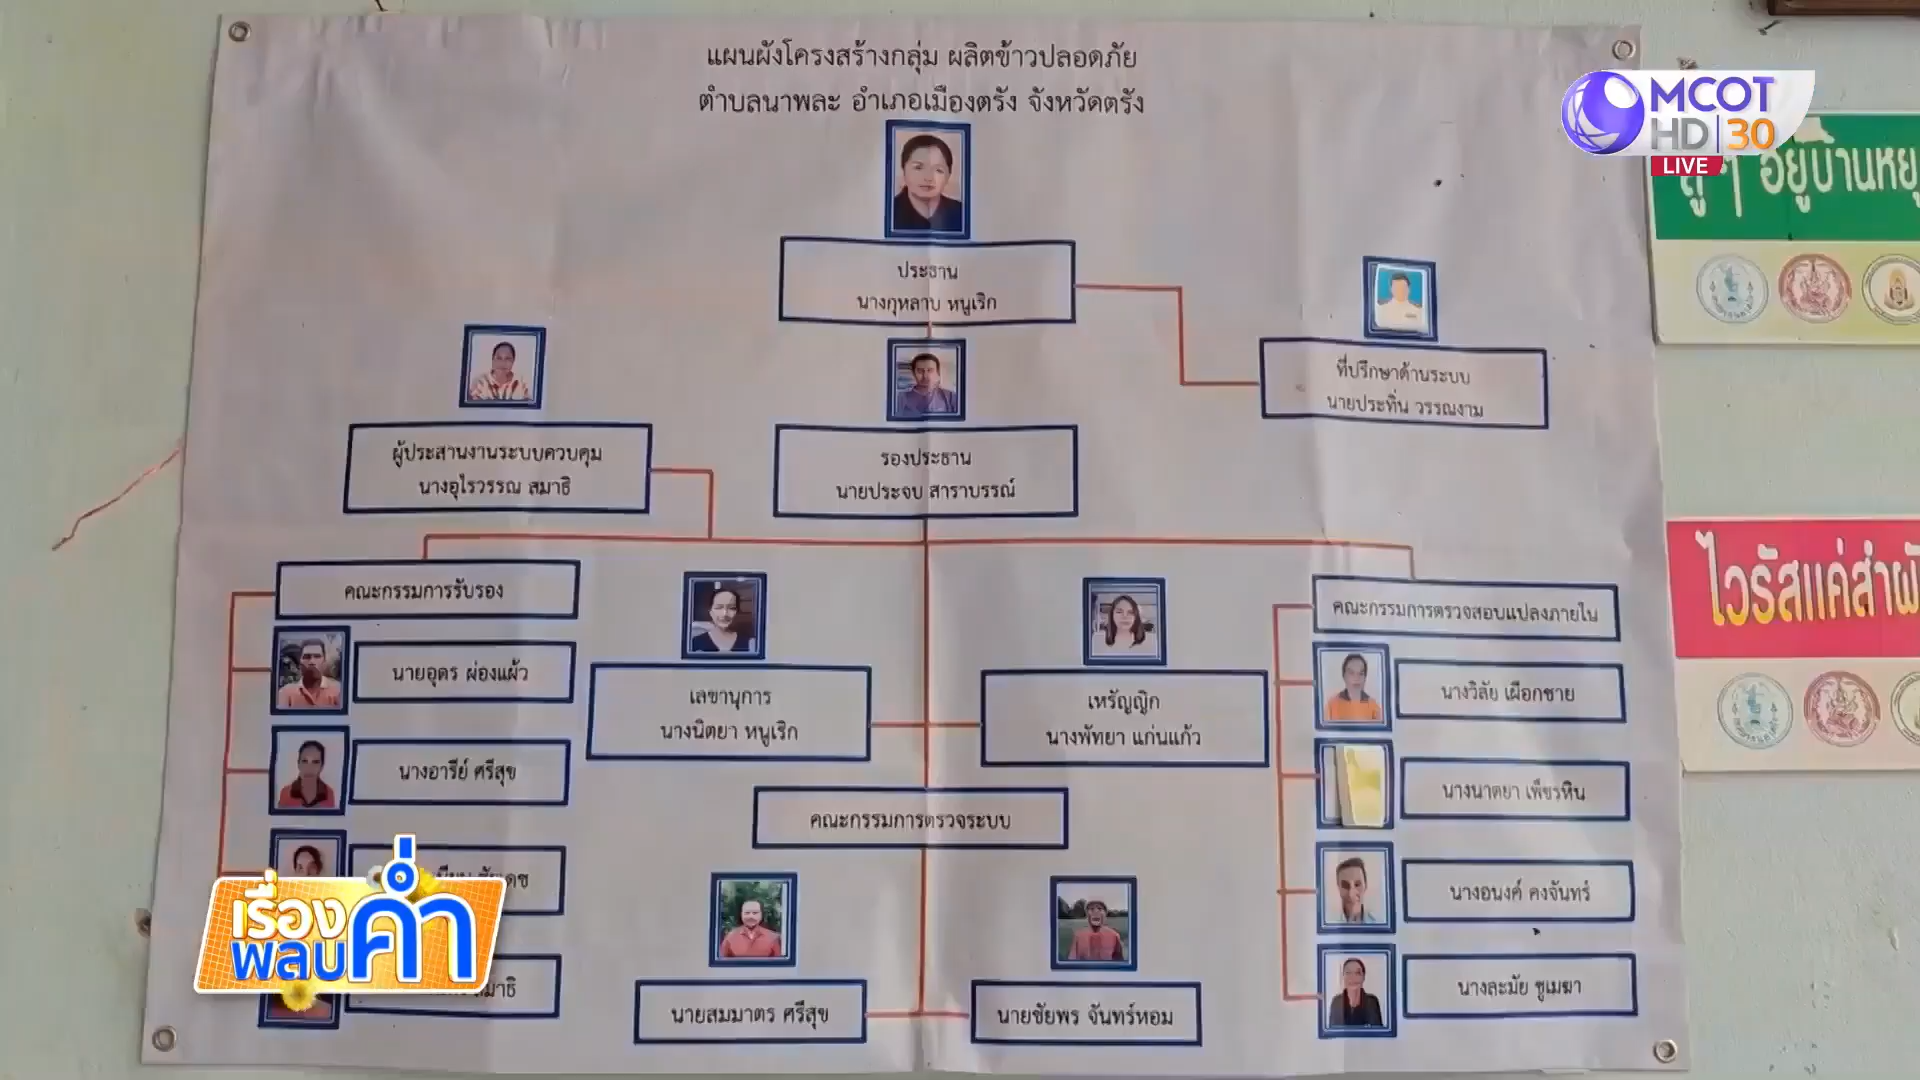 แผนผังโครงสร้างกลุ่ม ผลิตข้าวปลอดภัย
ตำบลนาพละ อำเภอเมืองตรัง จังหวัดตรัง
MCOT
HD 30
LIVE
อยู่บ้านหยุ
ประธาน
นางกุหลาบ หนูเริก
ที่ปรึกษาด้านระบบ
นายประทิ่น วรรณงาม
ผู้ประสานงานระบบควบคุม
นางอุไรวรรณ สมาธิ
รองประธาน
นายประจบ สาราบรรณ์
ไวรัสแค่สำผั
คณะกรรมการรับรอง
นายอุดร ผ่องแผ้ว
นางอารีย์ ศรีสุข
สมาธิ
เลขานุการ
นางนิตยา หนูเริก
เหรัญญิก
นางพัทยา แก่นแก้ว
คณะกรรมการตรวจสอบแปลงภายใน
นางวิลัย เผือกชาย
นางนาตยา เพ็ชรหิน
นางอนงค์ คงจันทร์
นางละมัย ชูเมฆา
คณะกรรมการตรวจระบบ
นายสมมาตร ศรีสุข
นายชัยพร จันทร์หอม
เรื่อง
พลบ
ค่ำ